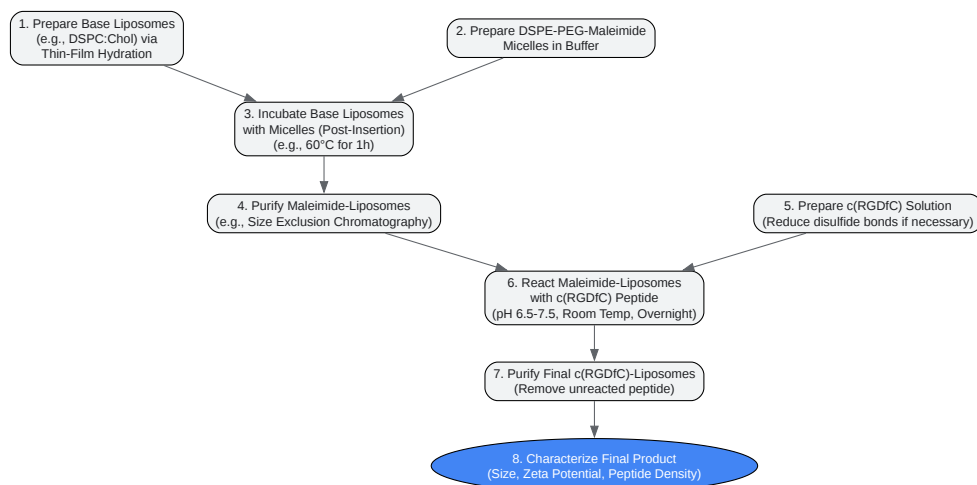 1. Prepare Base Liposomes
(e.g., DSPC:Chol) via
Thin-Film Hydration
2. Prepare DSPE-PEG-Maleimide
Micelles in Buffer
3. Incubate Base Liposomes
with Micelles (Post-Insertion)
(e.g., 60°C for 1h)
4. Purify Maleimide-Liposomes
(e.g., Size Exclusion Chromatography)
5. Prepare c(RGDfC) Solution
(Reduce disulfide bonds if necessary)
6. React Maleimide-Liposomes
with c(RGDfC) Peptide
(pH 6.5-7.5, Room Temp, Overnight)
7. Purify Final c(RGDfC)-Liposomes
(Remove unreacted peptide)
8. Characterize Final Product
(Size, Zeta Potential, Peptide Density)